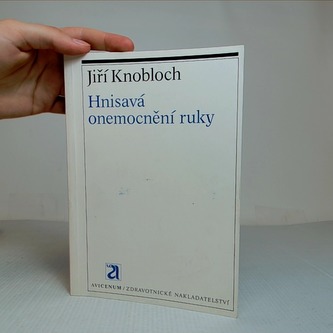 Jiří Knobloch
Hnisavá
onemocnění ruky
a
AVICENUM / ZDRAVOTNICKÉ NAKLADATELSTVÍ